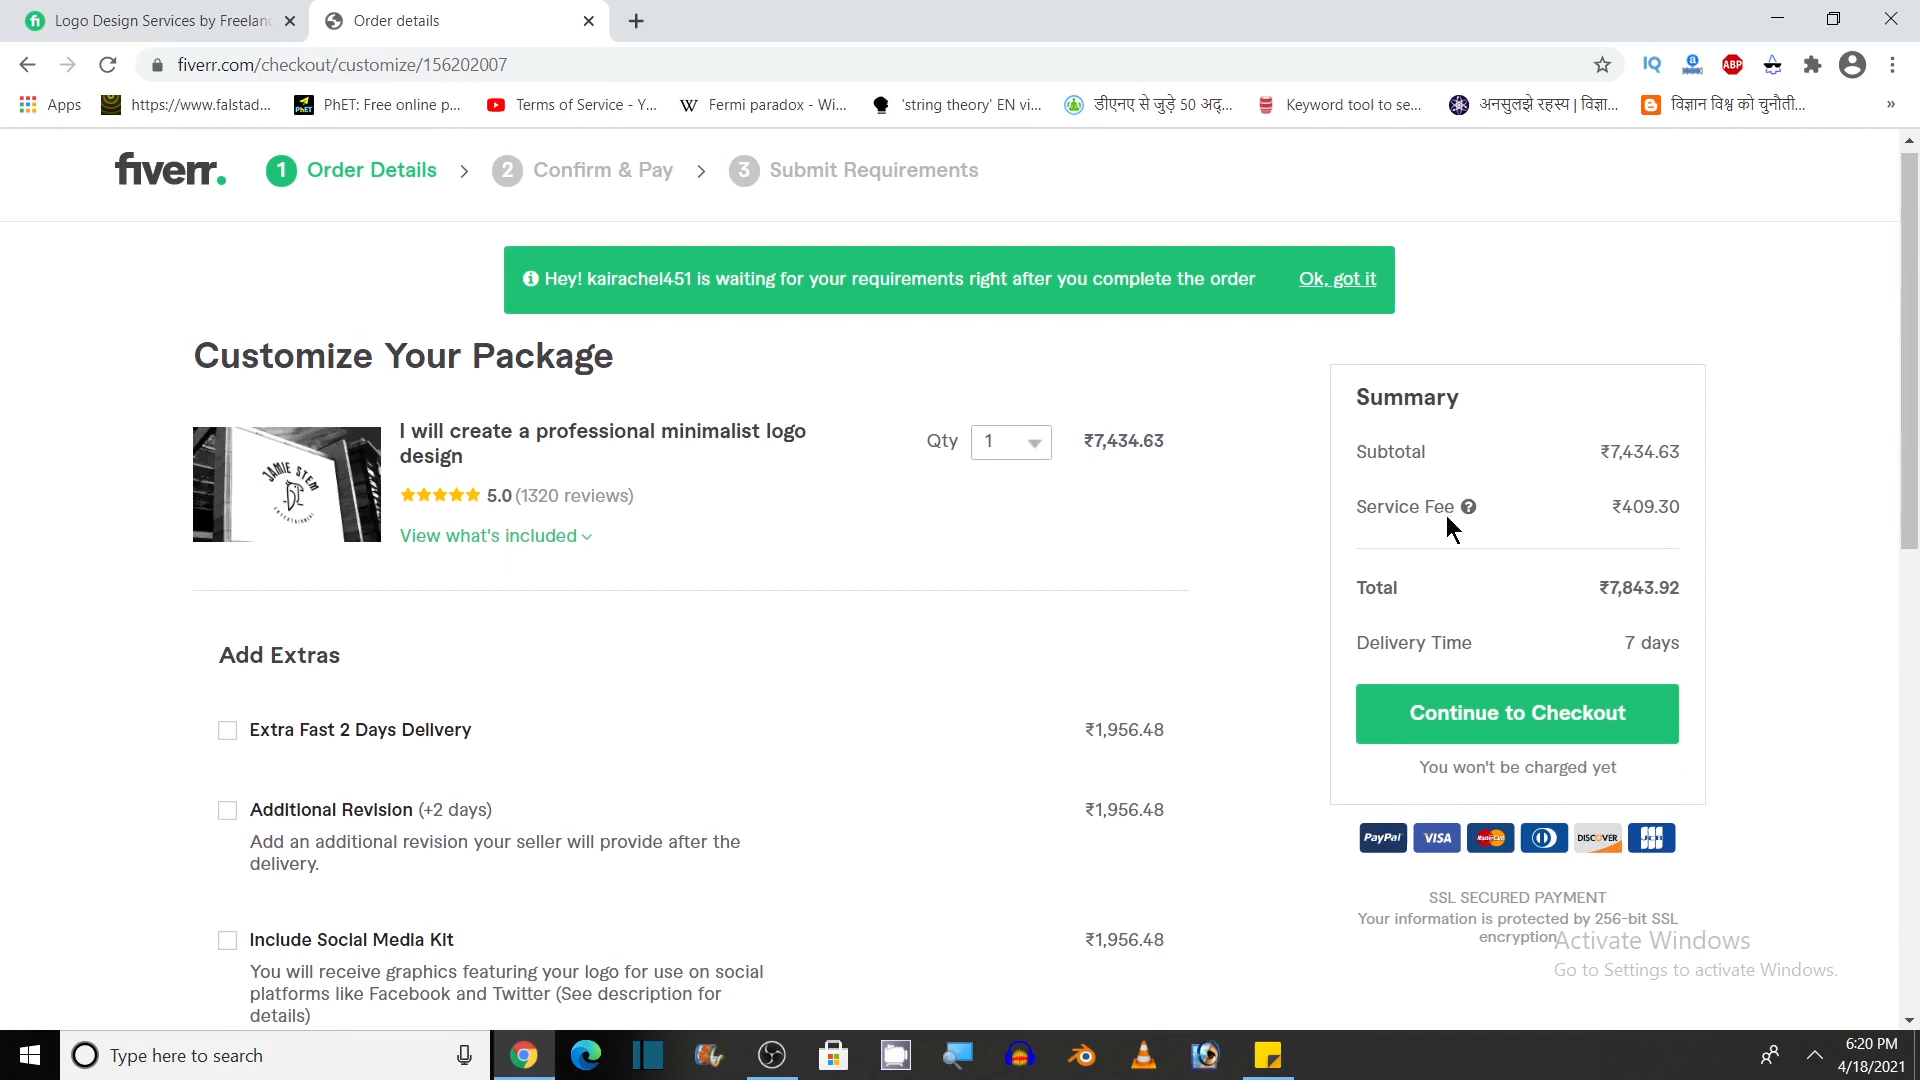 Logo Design Services by Freelanc
Order details
fiverr.com/checkout/customize/156202007
IQ
ABP
Apps
https://www.falstad...
PhET: Free online p...
Terms of Service - Y...
Fermi paradox - Wi...
'string theory' EN vi...
डीएनए से जुड़े 50 अद्...
Keyword tool to se...
अनसुलझे रहस्य | विज्ञा...
विज्ञान विश्व को चुनौती...
»
fiverr.
1 Order Details
2 Confirm & Pay
3 Submit Requirements
Hey! kairachel451 is waiting for your requirements right after you complete the order
Ok, got it
Customize Your Package
JAMIE STEM
ENTERTAINMENT
I will create a professional minimalist logo
design
Qty 1 ₹7,434.63
5.0 (1320 reviews)
View what's included
Summary
Subtotal ₹7,434.63
Service Fee ₹409.30
Total ₹7,843.92
Delivery Time 7 days
Continue to Checkout
You won't be charged yet
PayPal VISA MasterCard DISCOVER JCB
SSL SECURED PAYMENT
Your information is protected by 256-bit SSL
encryption
Add Extras
Extra Fast 2 Days Delivery ₹1,956.48
Additional Revision (+2 days) ₹1,956.48
Add an additional revision your seller will provide after the
delivery.
Include Social Media Kit ₹1,956.48
You will receive graphics featuring your logo for use on social
platforms like Facebook and Twitter (See description for
details)
Activate Windows
Go to Settings to activate Windows.
Type here to search
6:20 PM
4/18/2021